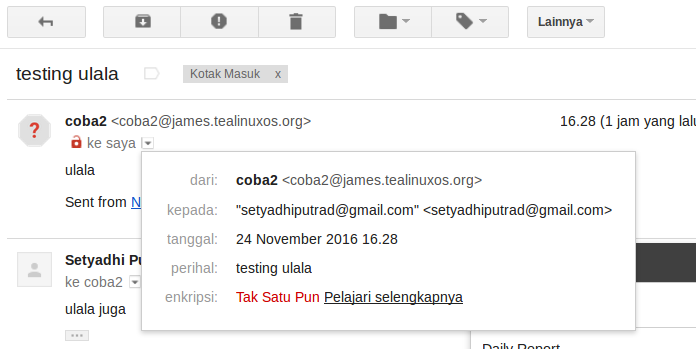 Lainnya
testing ulala
Kotak Masuk x
coba2 <coba2@james.tealinuxos.org> 16.28 (1 jam yang lalu
ke saya
ulala
Sent from N
dari: coba2 <coba2@james.tealinuxos.org>
kepada: "setyadhiputrad@gmail.com" <setyadhiputrad@gmail.com>
tanggal: 24 November 2016 16.28
perihal: testing ulala
enkripsi: Tak Satu Pun Pelajari selengkapnya
Setyadhi Pu
ke coba2
ulala juga
Daily Report